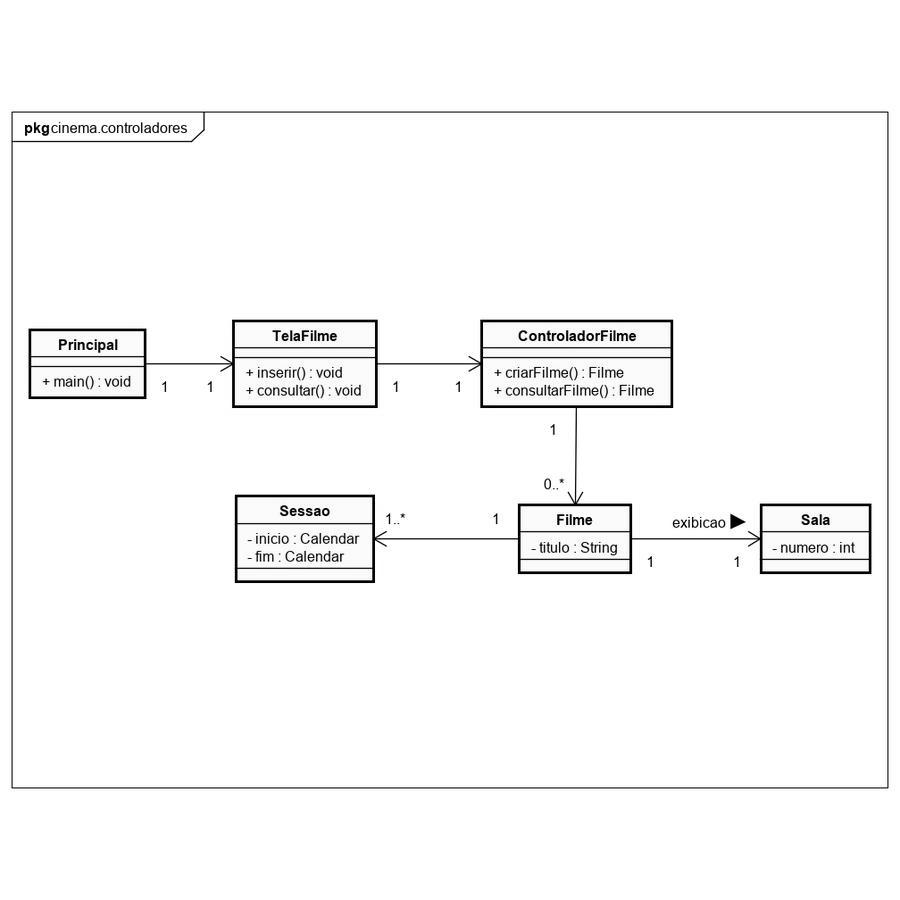 pkg cinema.controladores
Principal
+ main() : void
1
1
TelaFilme
+ inserir() : void
+ consultar() : void
1
1
ControladorFilme
+ criarFilme() : Filme
+ consultarFilme() : Filme
1
0..*
Sessao
- inicio : Calendar
- fim : Calendar
1..*
1
Filme
- titulo : String
exibicao
1
1
Sala
- numero : int